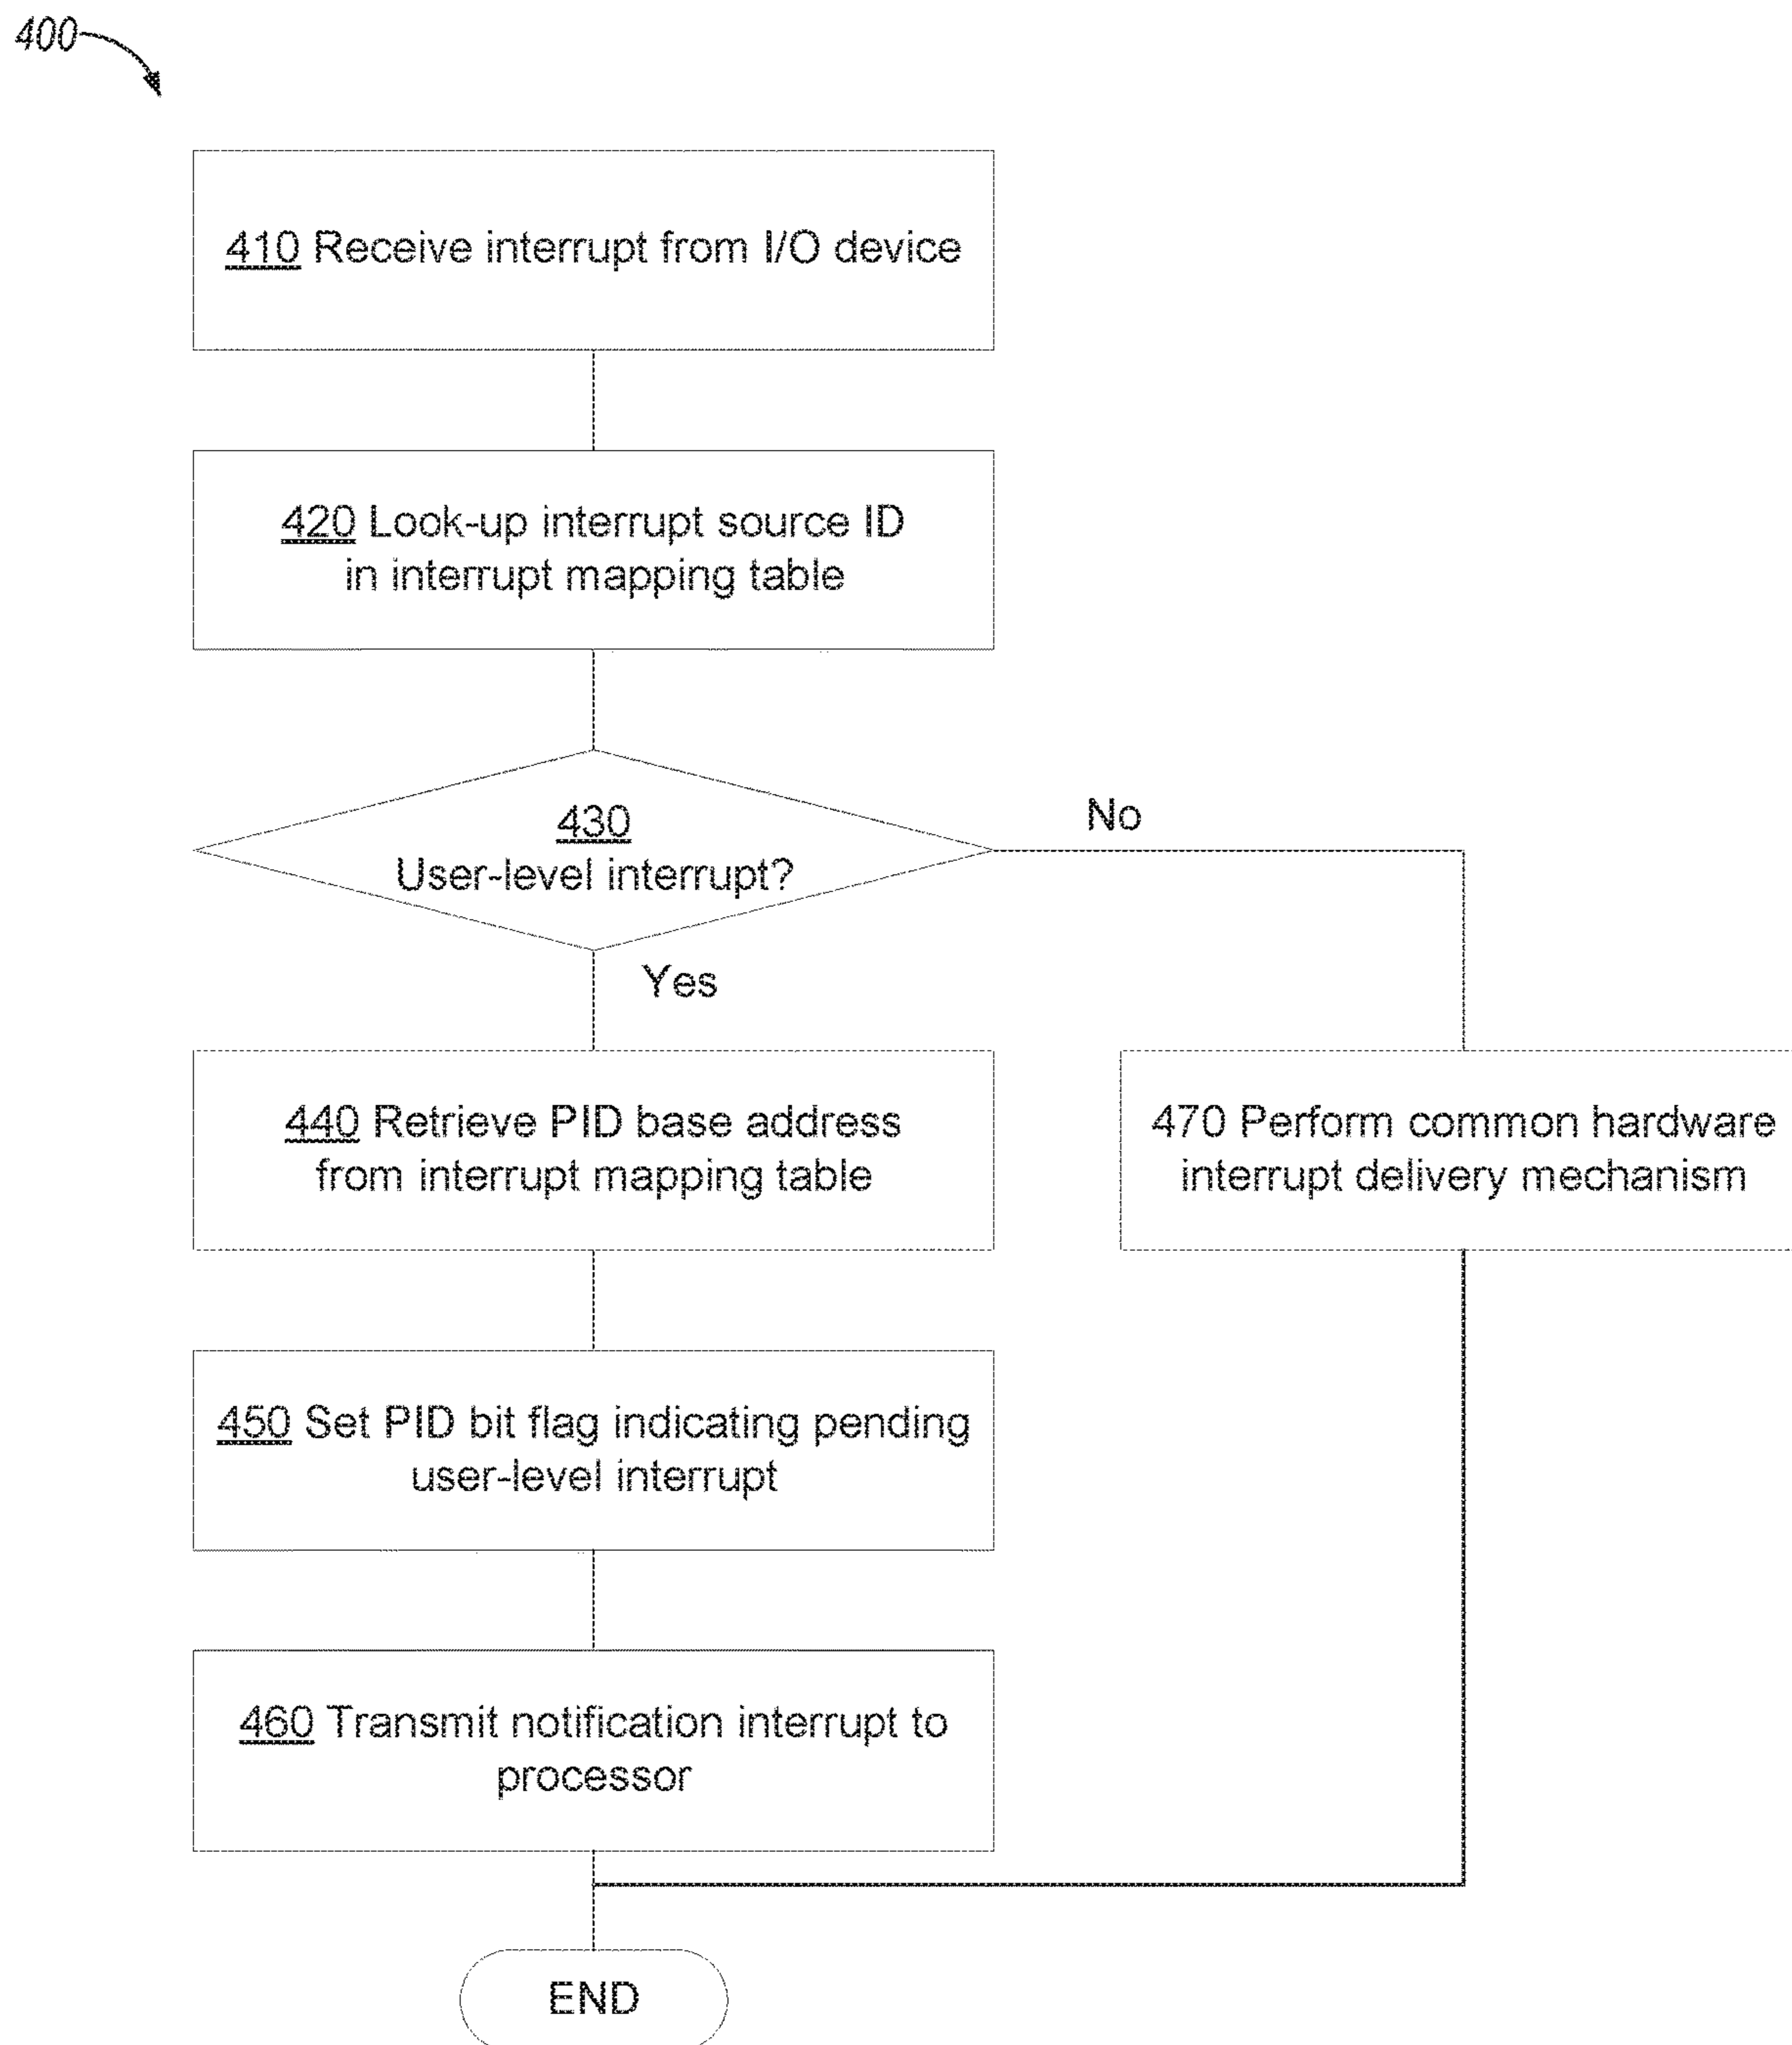 400
410 Receive interrupt from I/O device
420 Look-up interrupt source ID
in interrupt mapping table
430
User-level interrupt?
No
Yes
440 Retrieve PID base address
from interrupt mapping table
470 Perform common hardware
interrupt delivery mechanism
450 Set PID bit flag indicating pending
user-level interrupt
460 Transmit notification interrupt to
processor
END